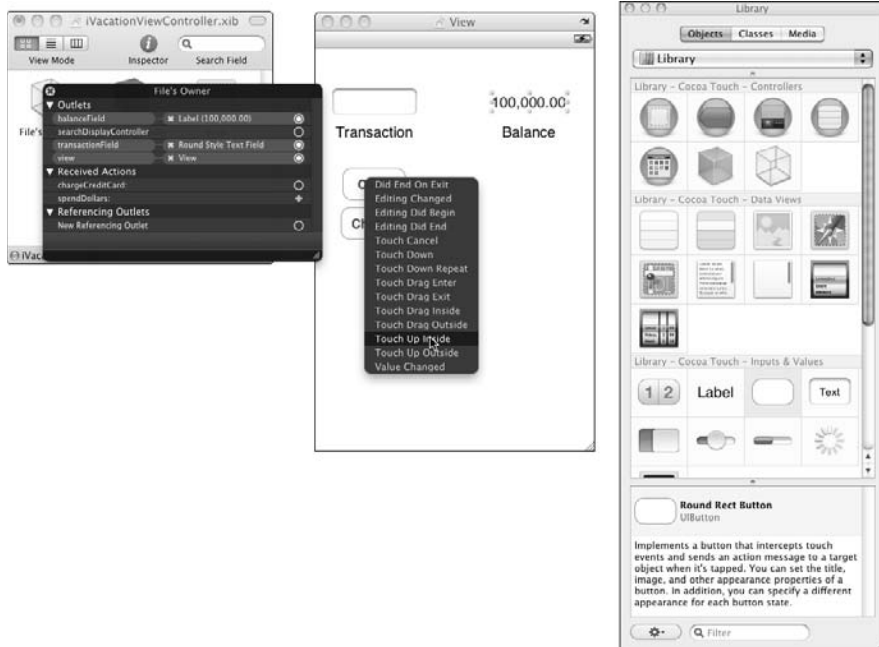 iVacationViewController.xib
View Mode
Inspector
Search Field
File's Owner
Outlets
balanceField
Label (100,000.00)
searchDisplayController
transactionField
Round Style Text Field
view
View
Received Actions
chargeCreditCard:
spendDollars:
Referencing Outlets
New Referencing Outlet
File's
iVac
View
100,000.00
Transaction
Balance
Ch
Did End On Exit
Editing Changed
Editing Did Begin
Editing Did End
Touch Cancel
Touch Down
Touch Down Repeat
Touch Drag Enter
Touch Drag Exit
Touch Drag Inside
Touch Drag Outside
Touch Up Inside
Touch Up Outside
Value Changed
Library
Objects Classes Media
Library
Library – Cocoa Touch – Controllers
Library – Cocoa Touch – Data Views
Library – Cocoa Touch – Inputs & Values
1 2
Label
Text
Round Rect Button
UIButton
Implements a button that intercepts touch
events and sends an action message to a target
object when it's tapped. You can set the title,
image, and other appearance properties of a
button. In addition, you can specify a different
appearance for each button state.
Filter